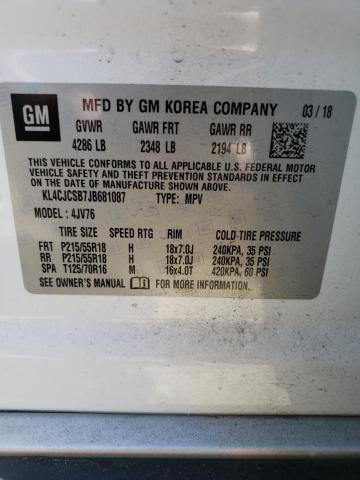 GM
MFD BY GM KOREA COMPANY 03 / 18
GVWR GAWR FRT GAWR RR
4286 LB 2348 LB 2194 LB
THIS VEHICLE CONFORMS TO ALL APPLICABLE U.S. FEDERAL MOTOR
VEHICLE SAFETY AND THEFT PREVENTION STANDARDS IN EFFECT ON
THE DATE OF MANUFACTURE SHOWN ABOVE.
KL4CJCSB7JB681087 TYPE: MPV
MODEL : 4JV76
TIRE SIZE SPEED RTG RIM COLD TIRE PRESSURE
FRT P215/55R18 H 18x7.0J 240KPA, 35 PSI
RR P215/55R18 H 18x7.0J 240KPA, 35 PSI
SPA T125/70R16 M 16x4.0T 420KPA, 60 PSI
SEE OWNER'S MANUAL FOR MORE INFORMATION